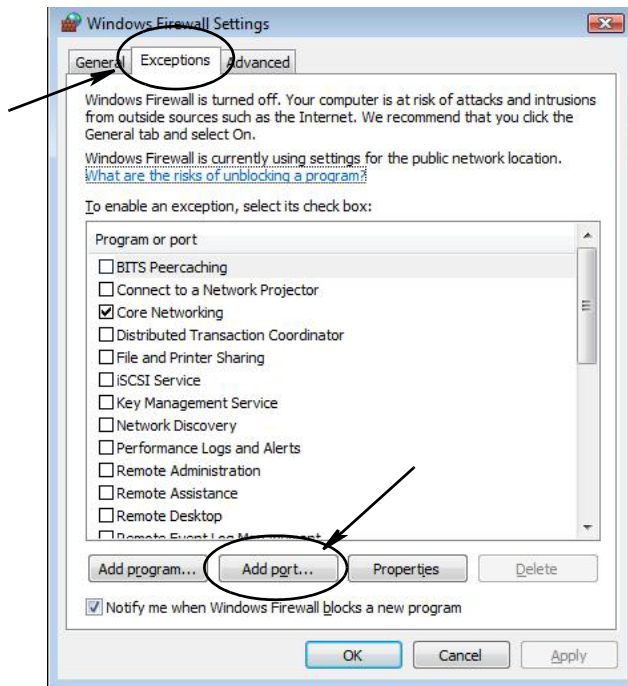 Windows Firewall Settings
General Exceptions Advanced
Windows Firewall is turned off. Your computer is at risk of attacks and intrusions
from outside sources such as the Internet. We recommend that you click the
General tab and select On.
Windows Firewall is currently using settings for the public network location.
What are the risks of unblocking a program?
To enable an exception, select its check box:
Program or port
BITS Peercaching
Connect to a Network Projector
Core Networking
Distributed Transaction Coordinator
File and Printer Sharing
iSCSI Service
Key Management Service
Network Discovery
Performance Logs and Alerts
Remote Administration
Remote Assistance
Remote Desktop
Remote Event Log Management
Add program... Add port... Properties Delete
Notify me when Windows Firewall blocks a new program
OK Cancel Apply